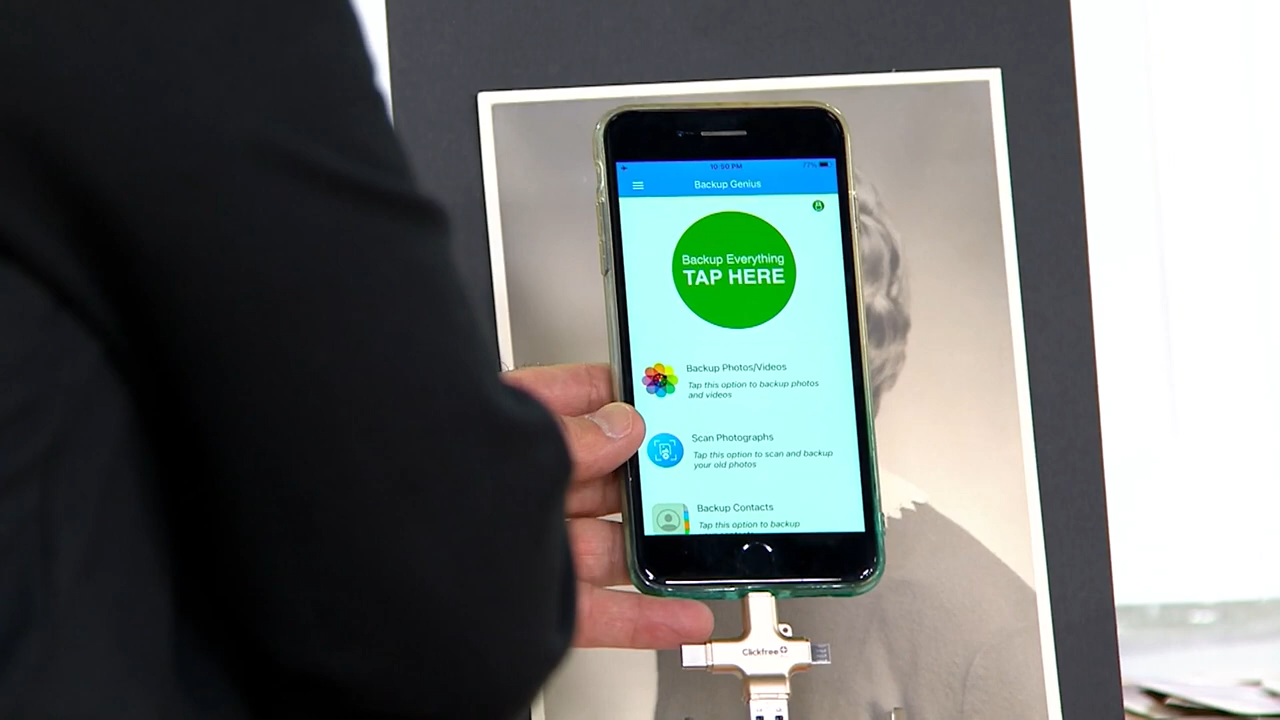 10:50 PM
77%
Backup Genius
Backup Everything
TAP HERE
Backup Photos/Videos
Tap this option to backup photos
and videos
Scan Photographs
Tap this option to scan and backup
your old photos
Backup Contacts
Tap this option to backup
Clickfree